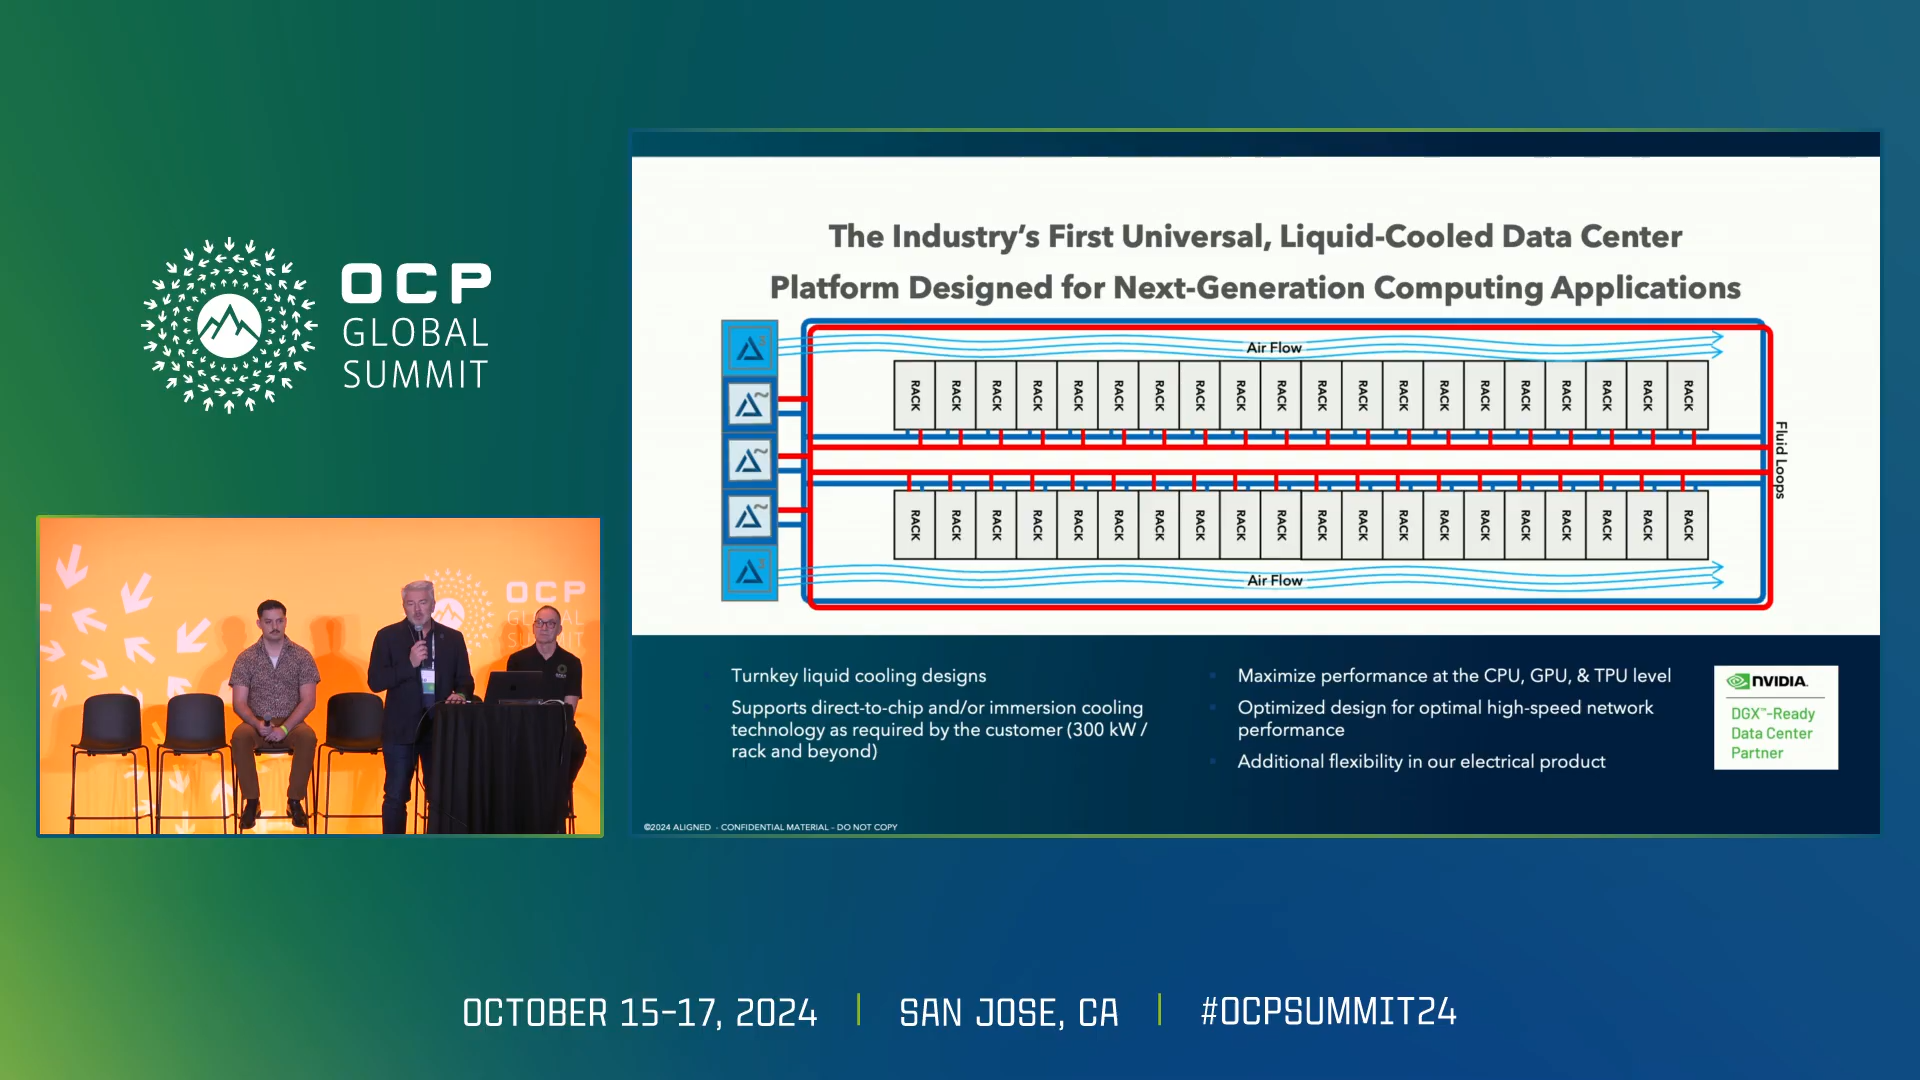 OCP
GLOBAL
SUMMIT
The Industry's First Universal, Liquid-Cooled Data Center
Platform Designed for Next-Generation Computing Applications
Air Flow
RACK RACK RACK RACK RACK RACK RACK RACK RACK RACK RACK RACK RACK RACK RACK RACK RACK RACK RACK RACK
Fluid Loops
RACK RACK RACK RACK RACK RACK RACK RACK RACK RACK RACK RACK RACK RACK RACK RACK RACK RACK RACK RACK
Air Flow
Turnkey liquid cooling designs
Supports direct-to-chip and/or immersion cooling
technology as required by the customer (300 kW /
rack and beyond)
Maximize performance at the CPU, GPU, & TPU level
Optimized design for optimal high-speed network
performance
Additional flexibility in our electrical product
NVIDIA.
DGX™-Ready
Data Center
Partner
©2024 ALIGNED - CONFIDENTIAL MATERIAL – DO NOT COPY
OCP
GLOBAL
SUMMIT
OCTOBER 15-17, 2024 | SAN JOSE, CA | #OCPSUMMIT24